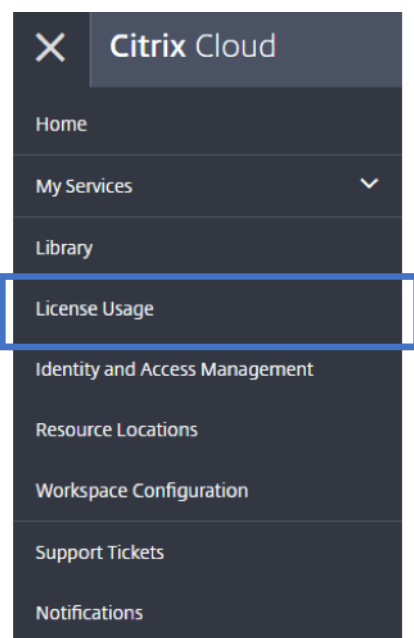 Citrix Cloud
Home
My Services
Library
License Usage
Identity and Access Management
Resource Locations
Workspace Configuration
Support Tickets
Notifications